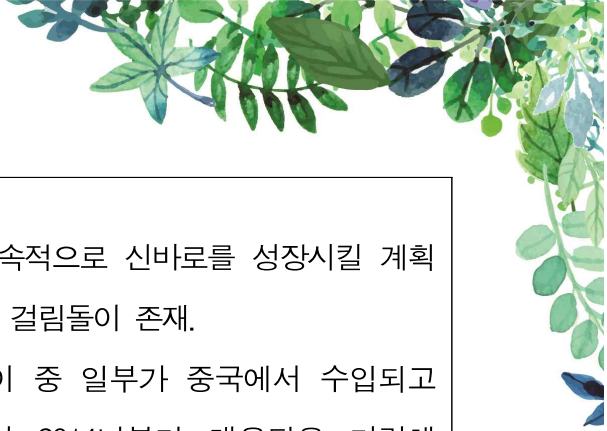 속적으로 신바로를 성장시킬 계획
걸림돌이 존재.
이 중 일부가 중국에서 수입되고